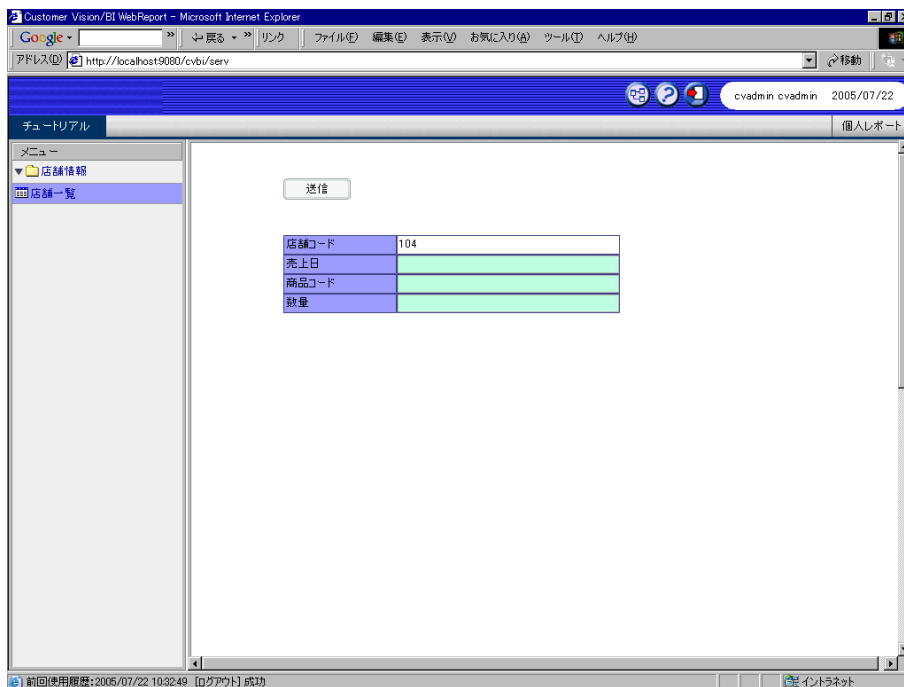 Customer Vision/BI WebReport - Microsoft Internet Explorer
Google » 戻る » リンク ファイル(F) 編集(E) 表示(V) お気に入り(A) ツール(T) ヘルプ(H)
アドレス(D) http://localhost:9080/cvbi/serv 移動
cvadmin cvadmin 2005/07/22
チュートリアル 個人レポート
メニュー
店舗情報
店舗一覧
送信
店舗コード 104
売上日
商品コード
数量
前回使用履歴:2005/07/22 10:32:49 [ログアウト] 成功 イントラネット